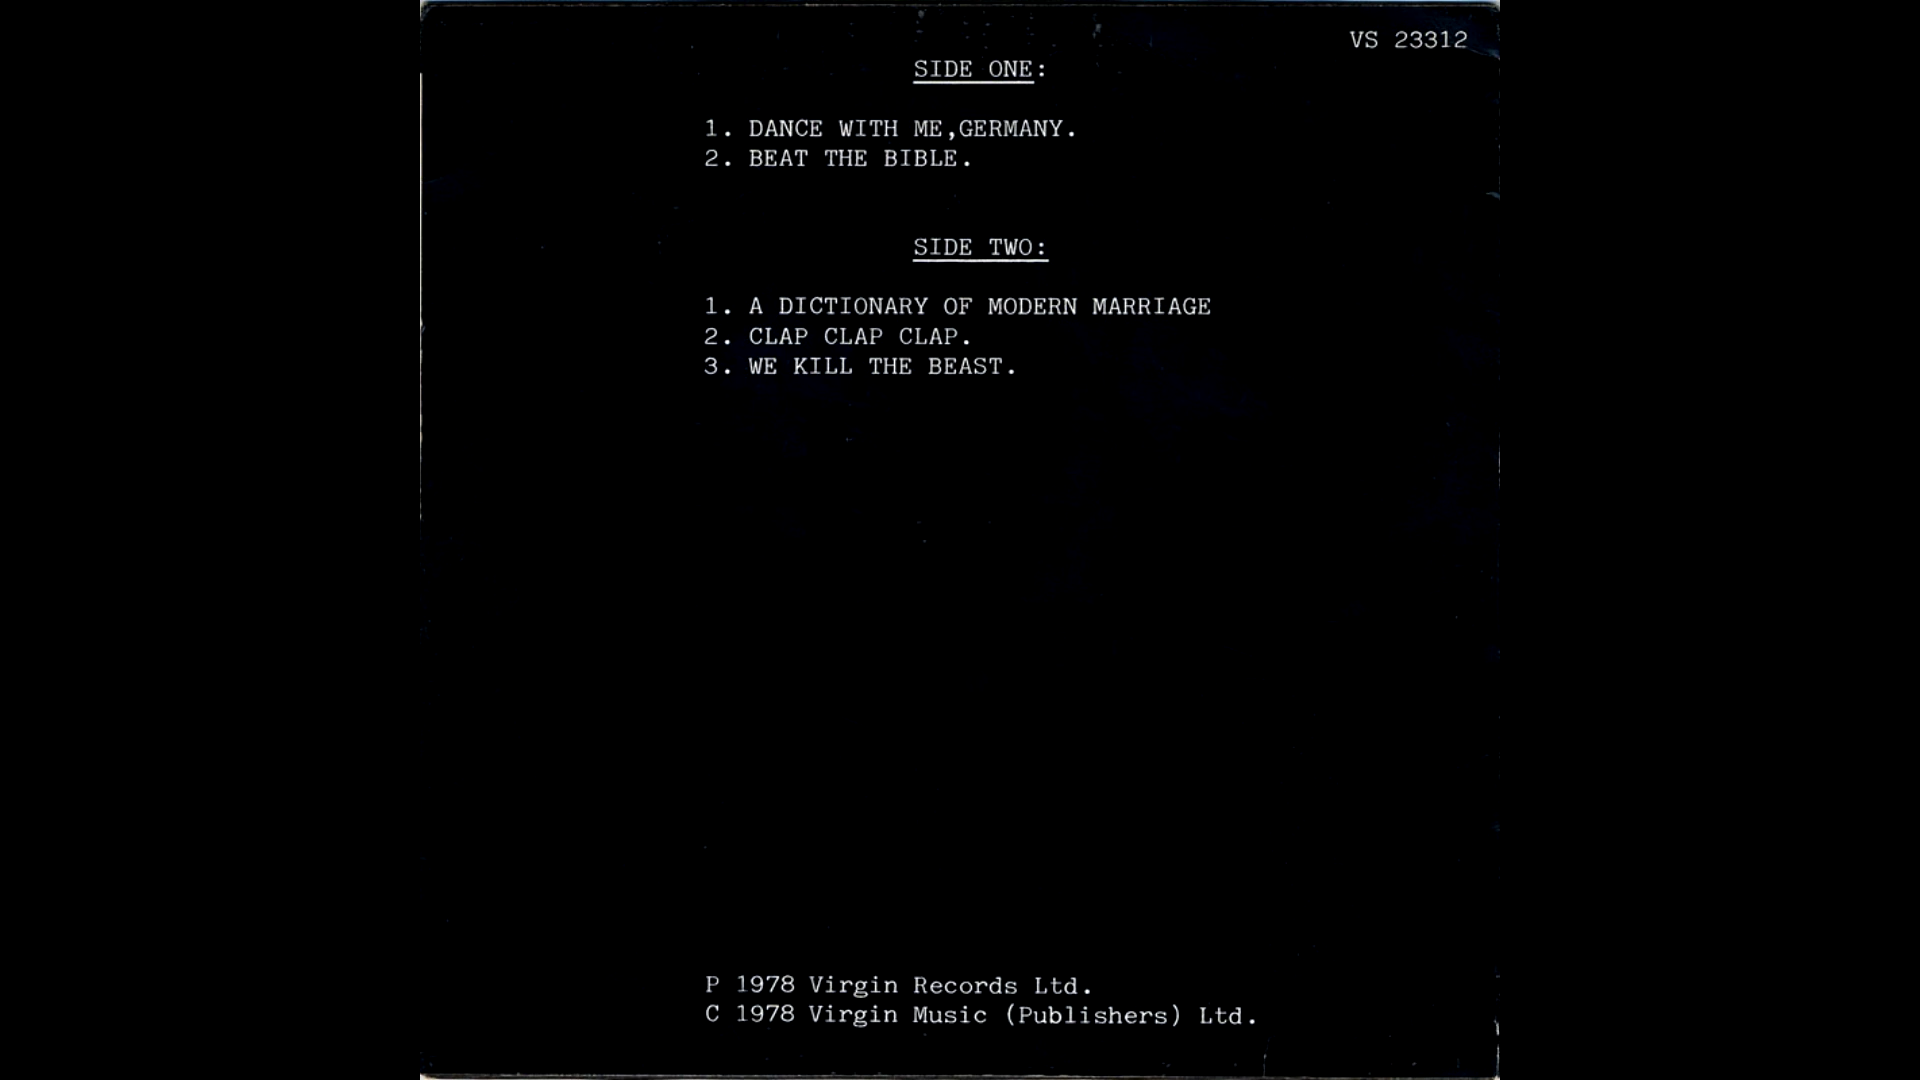 VS 23312
SIDE ONE:
1. DANCE WITH ME,GERMANY.
2. BEAT THE BIBLE.
SIDE TWO:
1. A DICTIONARY OF MODERN MARRIAGE
2. CLAP CLAP CLAP.
3. WE KILL THE BEAST.
P 1978 Virgin Records Ltd.
C 1978 Virgin Music (Publishers) Ltd.